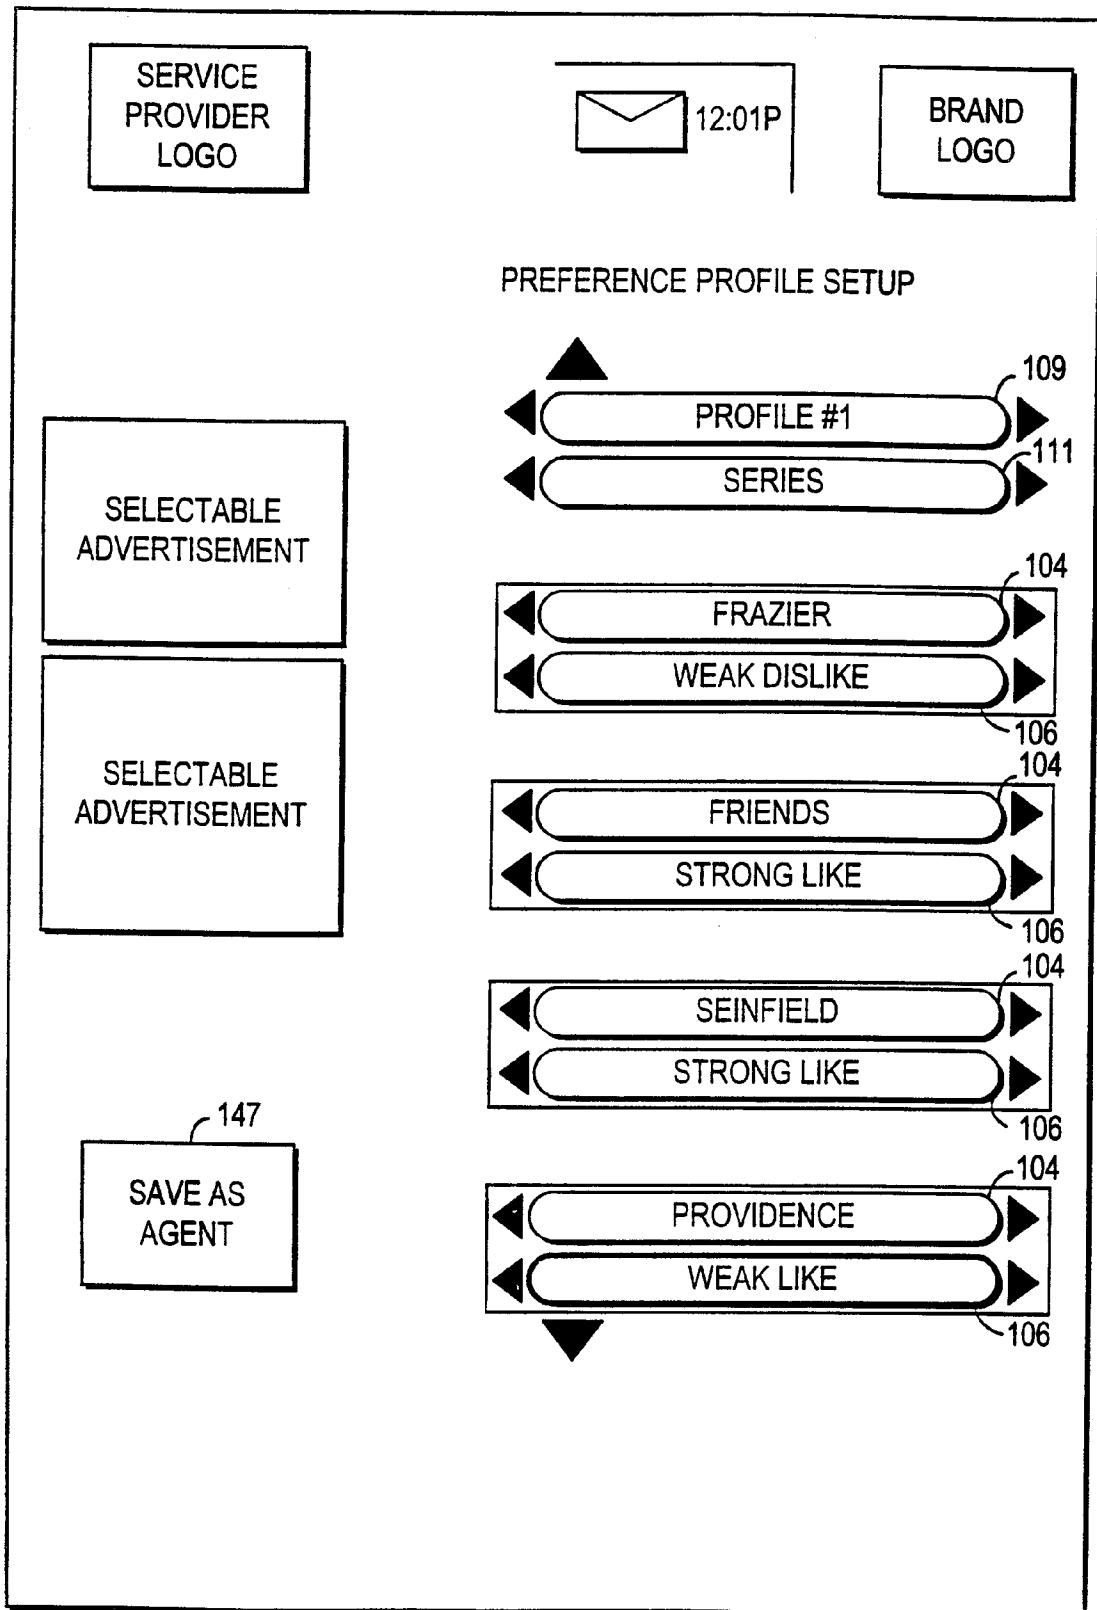 SERVICE
PROVIDER
LOGO
12:01P
BRAND
LOGO
PREFERENCE PROFILE SETUP
109
PROFILE #1
111
SERIES
SELECTABLE
ADVERTISEMENT
104
FRAZIER
WEAK DISLIKE
106
SELECTABLE
ADVERTISEMENT
104
FRIENDS
STRONG LIKE
106
104
SEINFIELD
STRONG LIKE
106
147
SAVE AS
AGENT
104
PROVIDENCE
WEAK LIKE
106